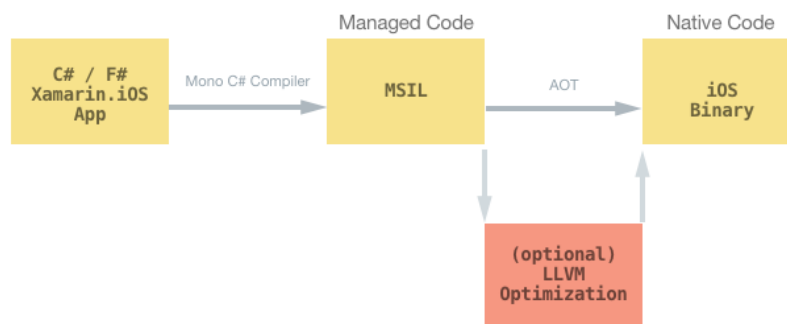 Managed Code
Native Code
C# / F#
Xamarin.iOS
App
Mono C# Compiler
MSIL
AOT
iOS
Binary
(optional)
LLVM
Optimization